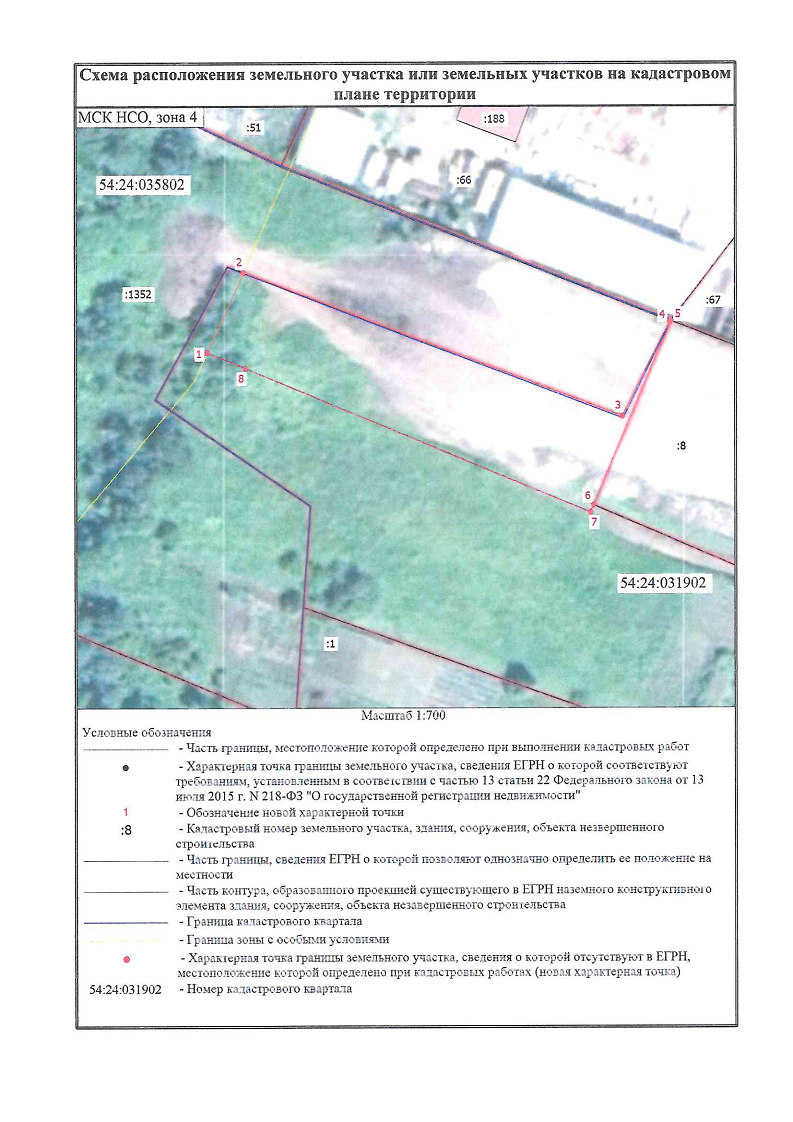 Схема расположения земельного участка или земельных участков на кадастровом
плане территории
МСК НСО, зона 4
:51
:188
:66
54:24:035802
2
:1352
:67
4 5
1
8
3
:8
6
7
54:24:031902
:1
Масштаб 1:700
Условные обозначения
- Часть границы, местоположение которой определено при выполнении кадастровых работ
- Характерная точка границы земельного участка, сведения ЕГРН о которой соответствуют
требованиям, установленным в соответствии с частью 13 статьи 22 Федерального закона от 13
июля 2015 г. N 218-ФЗ "О государственной регистрации недвижимости"
1 - Обозначение новой характерной точки
:8 - Кадастровый номер земельного участка, здания, сооружения, объекта незвершенного
строительства
- Часть границы, сведения ЕГРН о которой позволяют однозначно определить ее положение на
местности
- Часть контура, образованного проекцией существующего в ЕГРН наземного конструктивного
элемента здания, сооружения, объекта незавершенного строительства
- Граница кадастрового квартала
- Граница зоны с особыми условиями
- Характерная точка границы земельного участка, сведения о которой отсутствуют в ЕГРН,
местоположение которой определено при кадастровых работах (новая характерная точка)
54:24:031902 - Номер кадастрового квартала